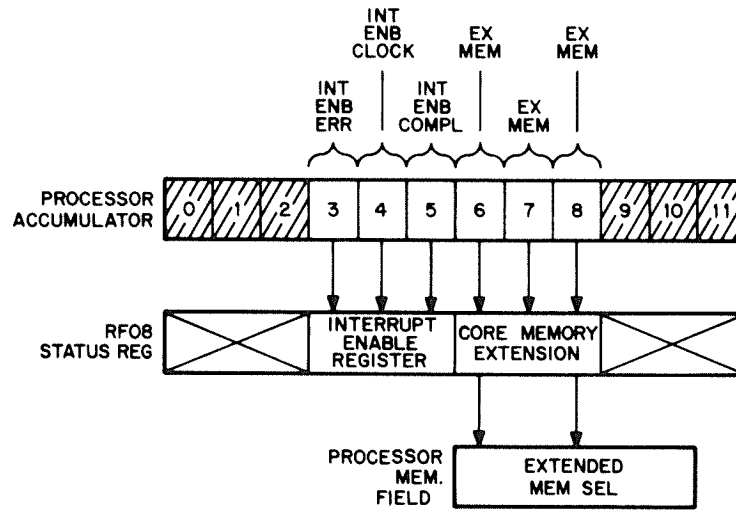 INT
ENB
CLOCK
EX
MEM
EX
MEM
INT
ENB
ERR
INT
ENB
COMPL
EX
MEM
PROCESSOR
ACCUMULATOR
0 1 2 3 4 5 6 7 8 9 10 11
RF08
STATUS REG
INTERRUPT
ENABLE
REGISTER
CORE MEMORY
EXTENSION
PROCESSOR
MEM.
FIELD
EXTENDED
MEM SEL